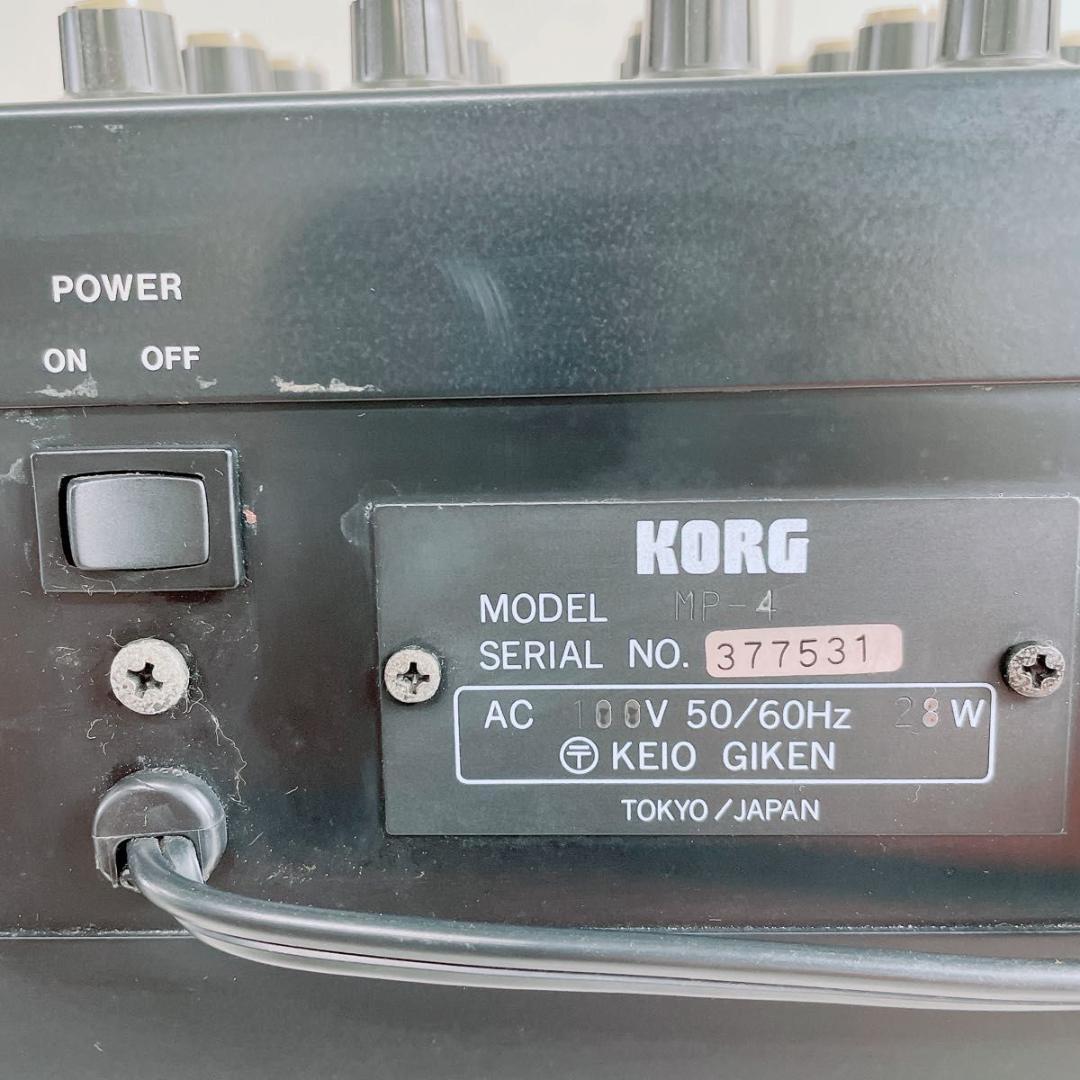 POWER
ON OFF
KORG
MODEL MP-4
SERIAL NO. 377531
AC 100V 50/60Hz 28W
〶 KEIO GIKEN
TOKYO/JAPAN